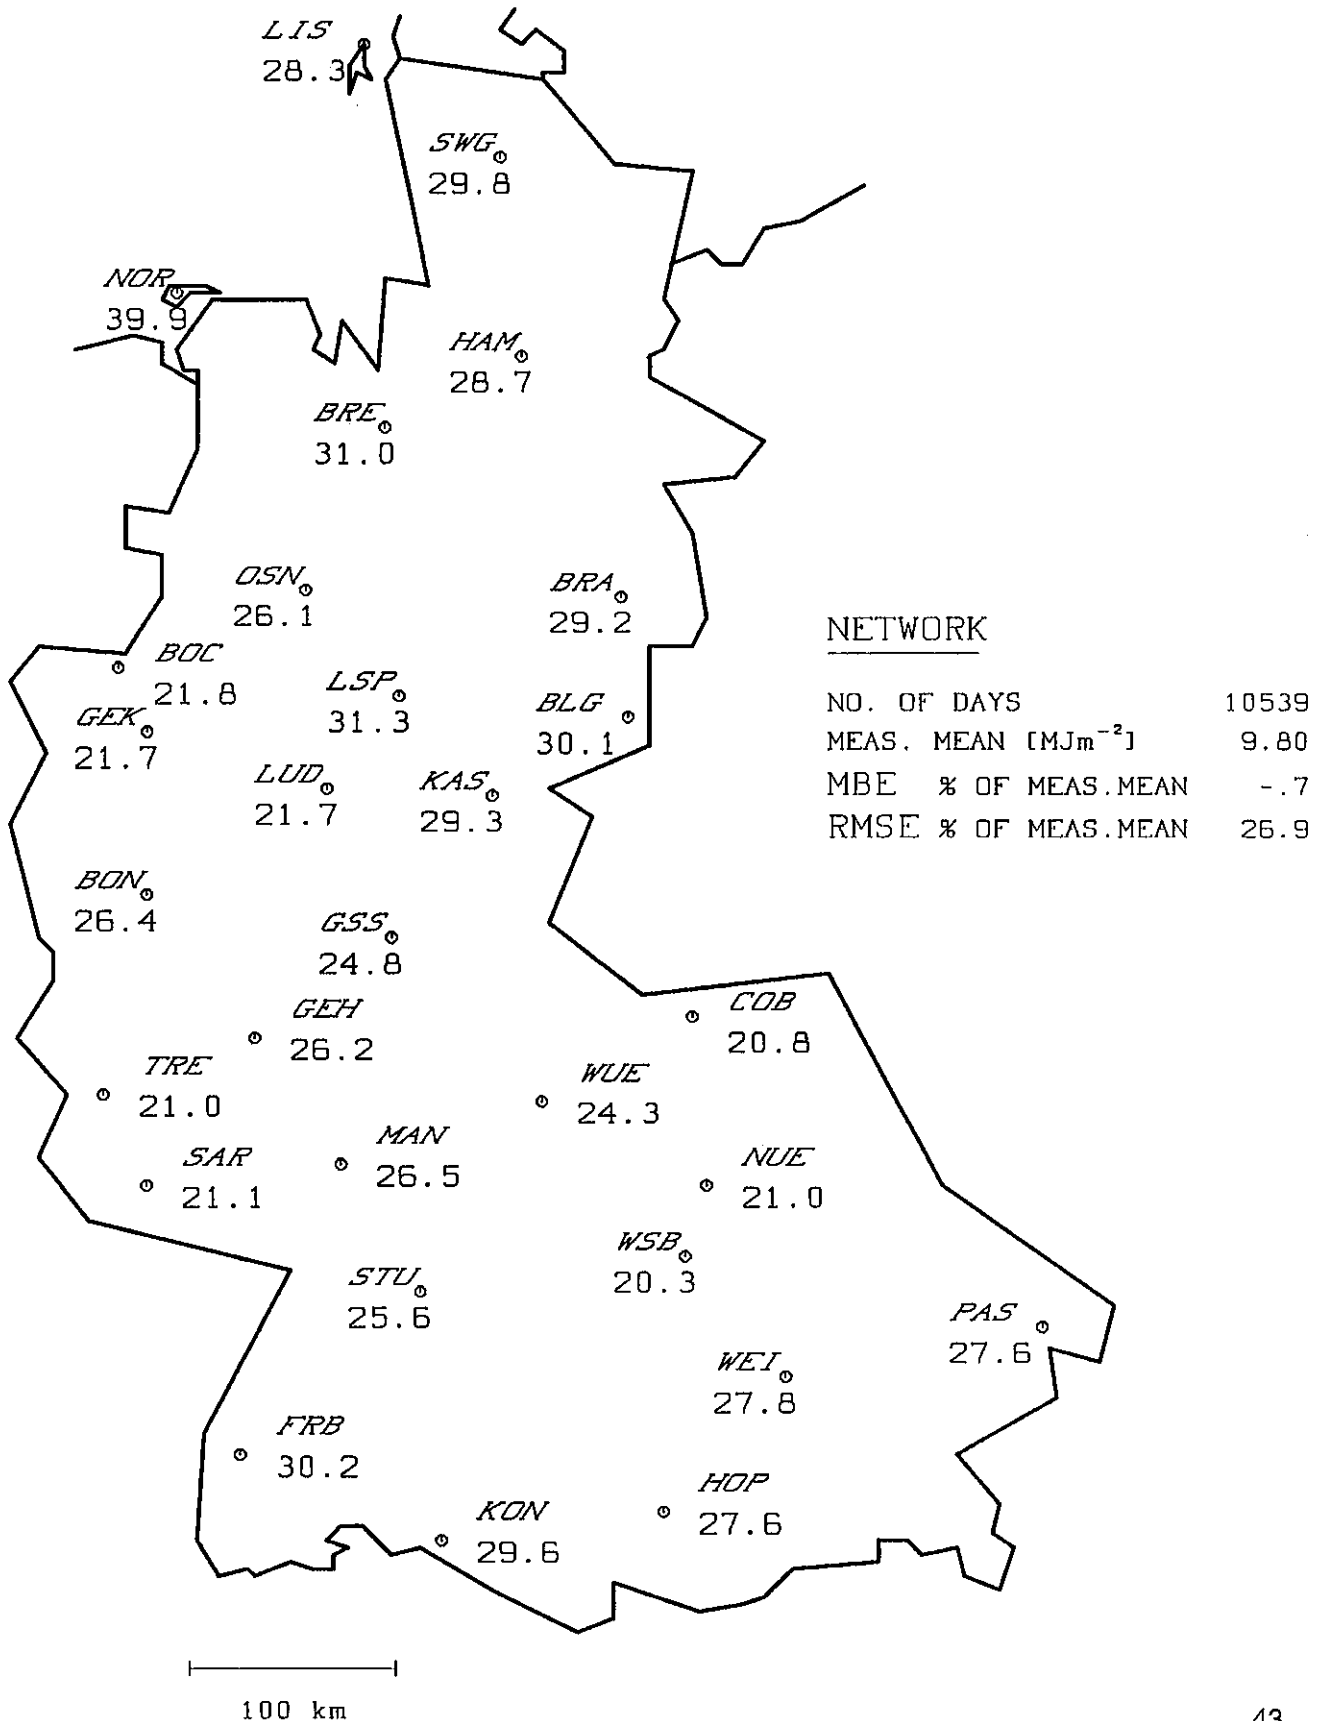 LIS
28.3
SWG
29.8
NOR
39.9
HAM
28.7
BRE
31.0
OSN
26.1
BRA
29.2
BOC
21.8
LSP
31.3
BLG
30.1
GEK
21.7
LUD
21.7
KAS
29.3
NETWORK
NO. OF DAYS 10539
MEAS. MEAN [MJm⁻²] 9.80
MBE % OF MEAS.MEAN -.7
RMSE % OF MEAS.MEAN 26.9
BON
26.4
GSS
24.8
GEH
26.2
COB
20.8
TRE
21.0
WUE
24.3
MAN
26.5
SAR
21.1
NUE
21.0
WSB
20.3
STU
25.6
PAS
27.6
WEI
27.8
FRB
30.2
HOP
27.6
KON
29.6
100 km